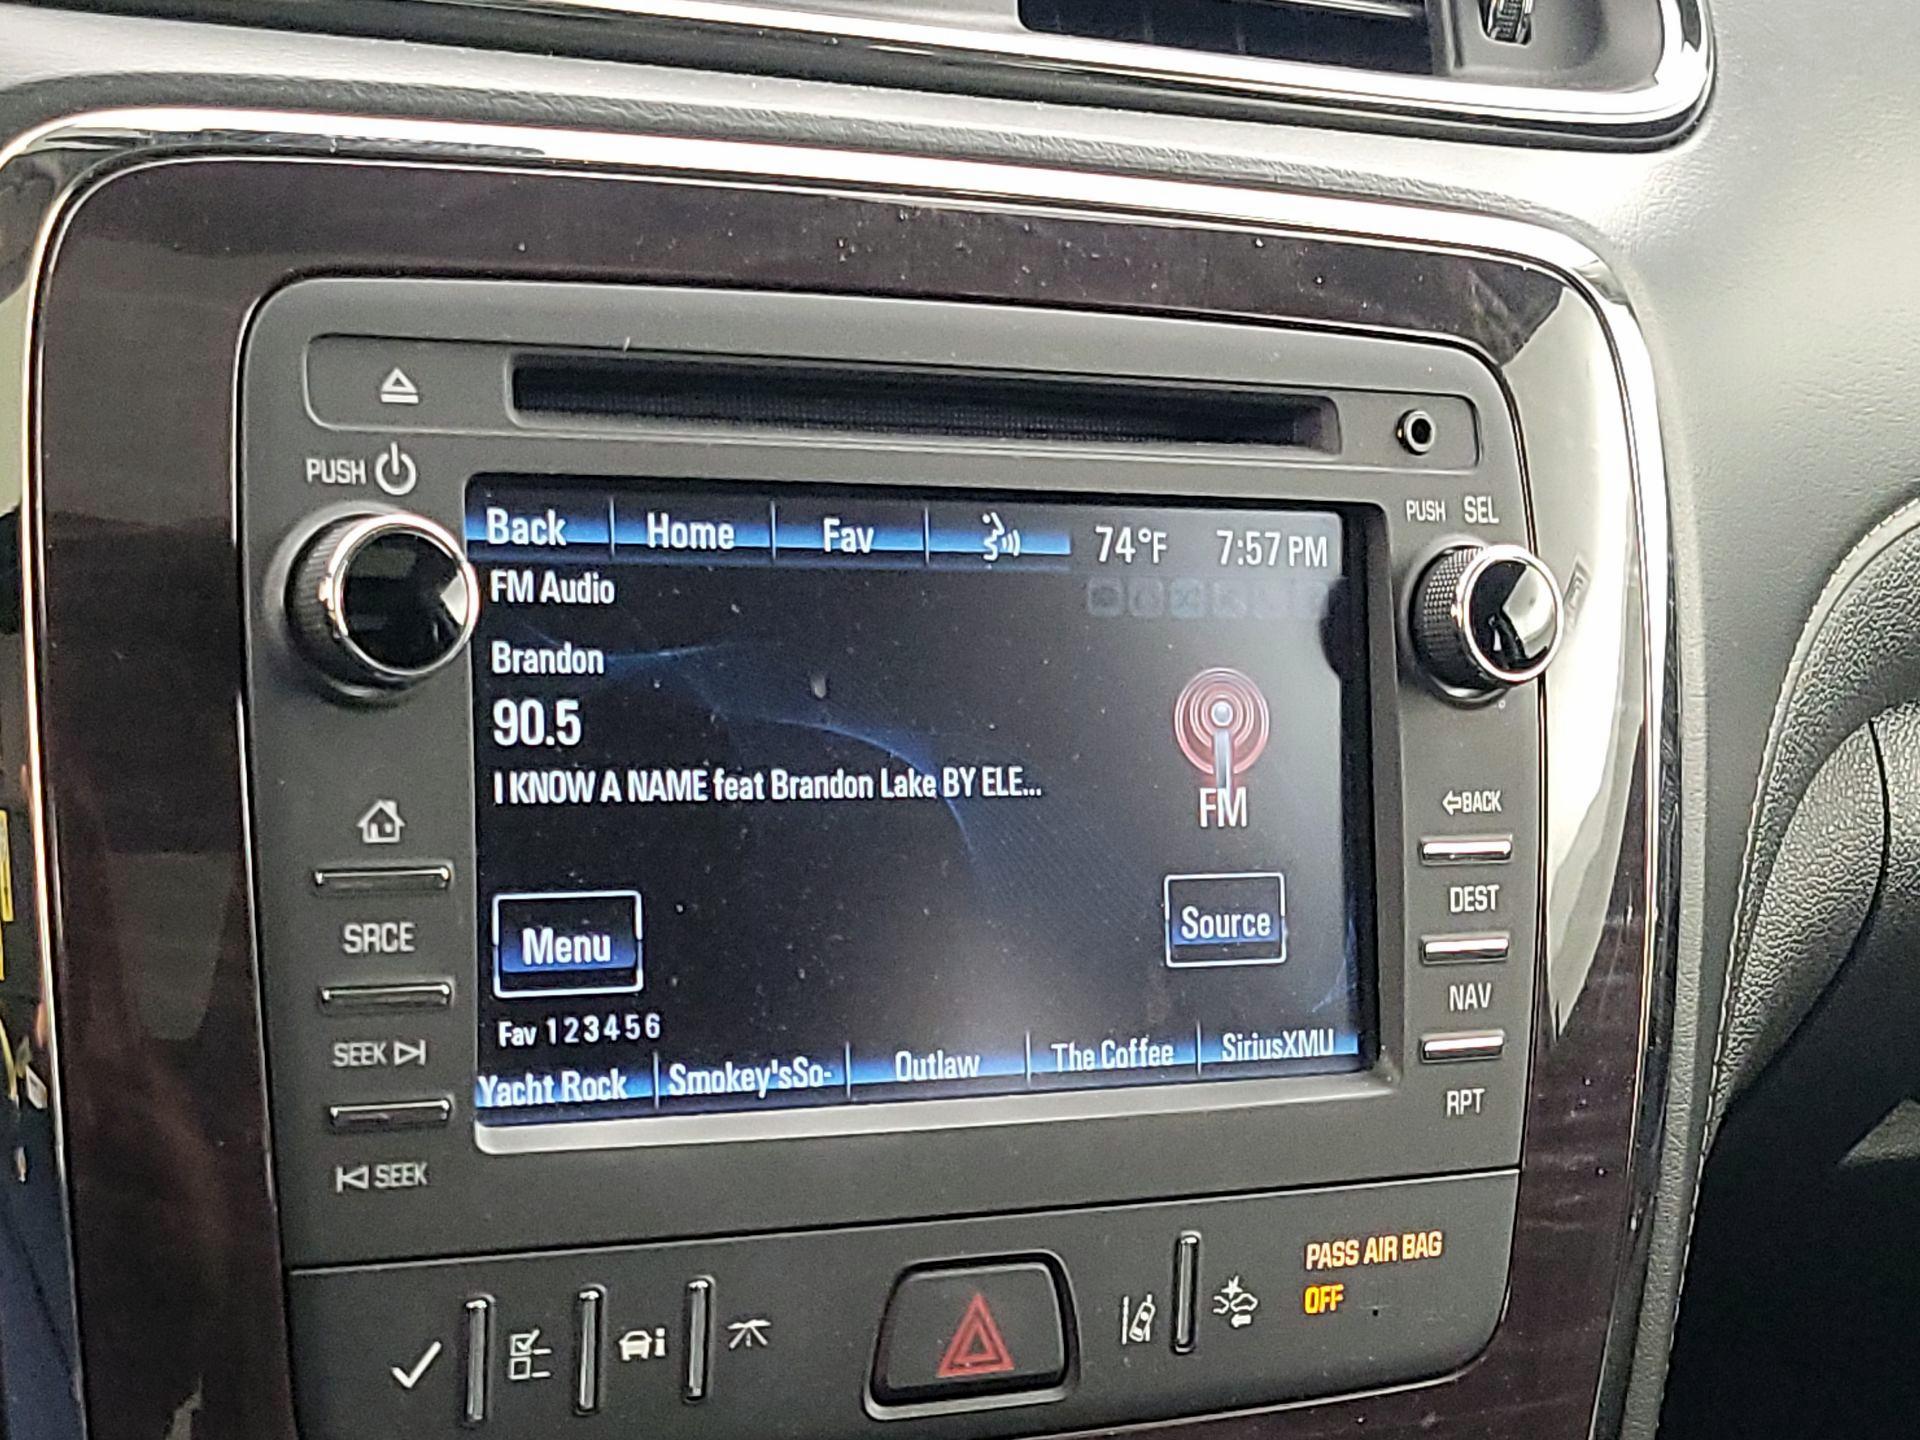 PUSH
PUSH SEL
Back Home Fav 74°F 7:57 PM
FM Audio
Brandon
90.5
I KNOW A NAME feat Brandon Lake BY ELE...
FM
Menu
Source
Fav 1 2 3 4 5 6
Yacht Rock Smokey'sSo- Outlaw The Coffee SiriusXMU
SRCE
SEEK
SEEK
BACK
DEST
NAV
RPT
PASS AIR BAG
OFF